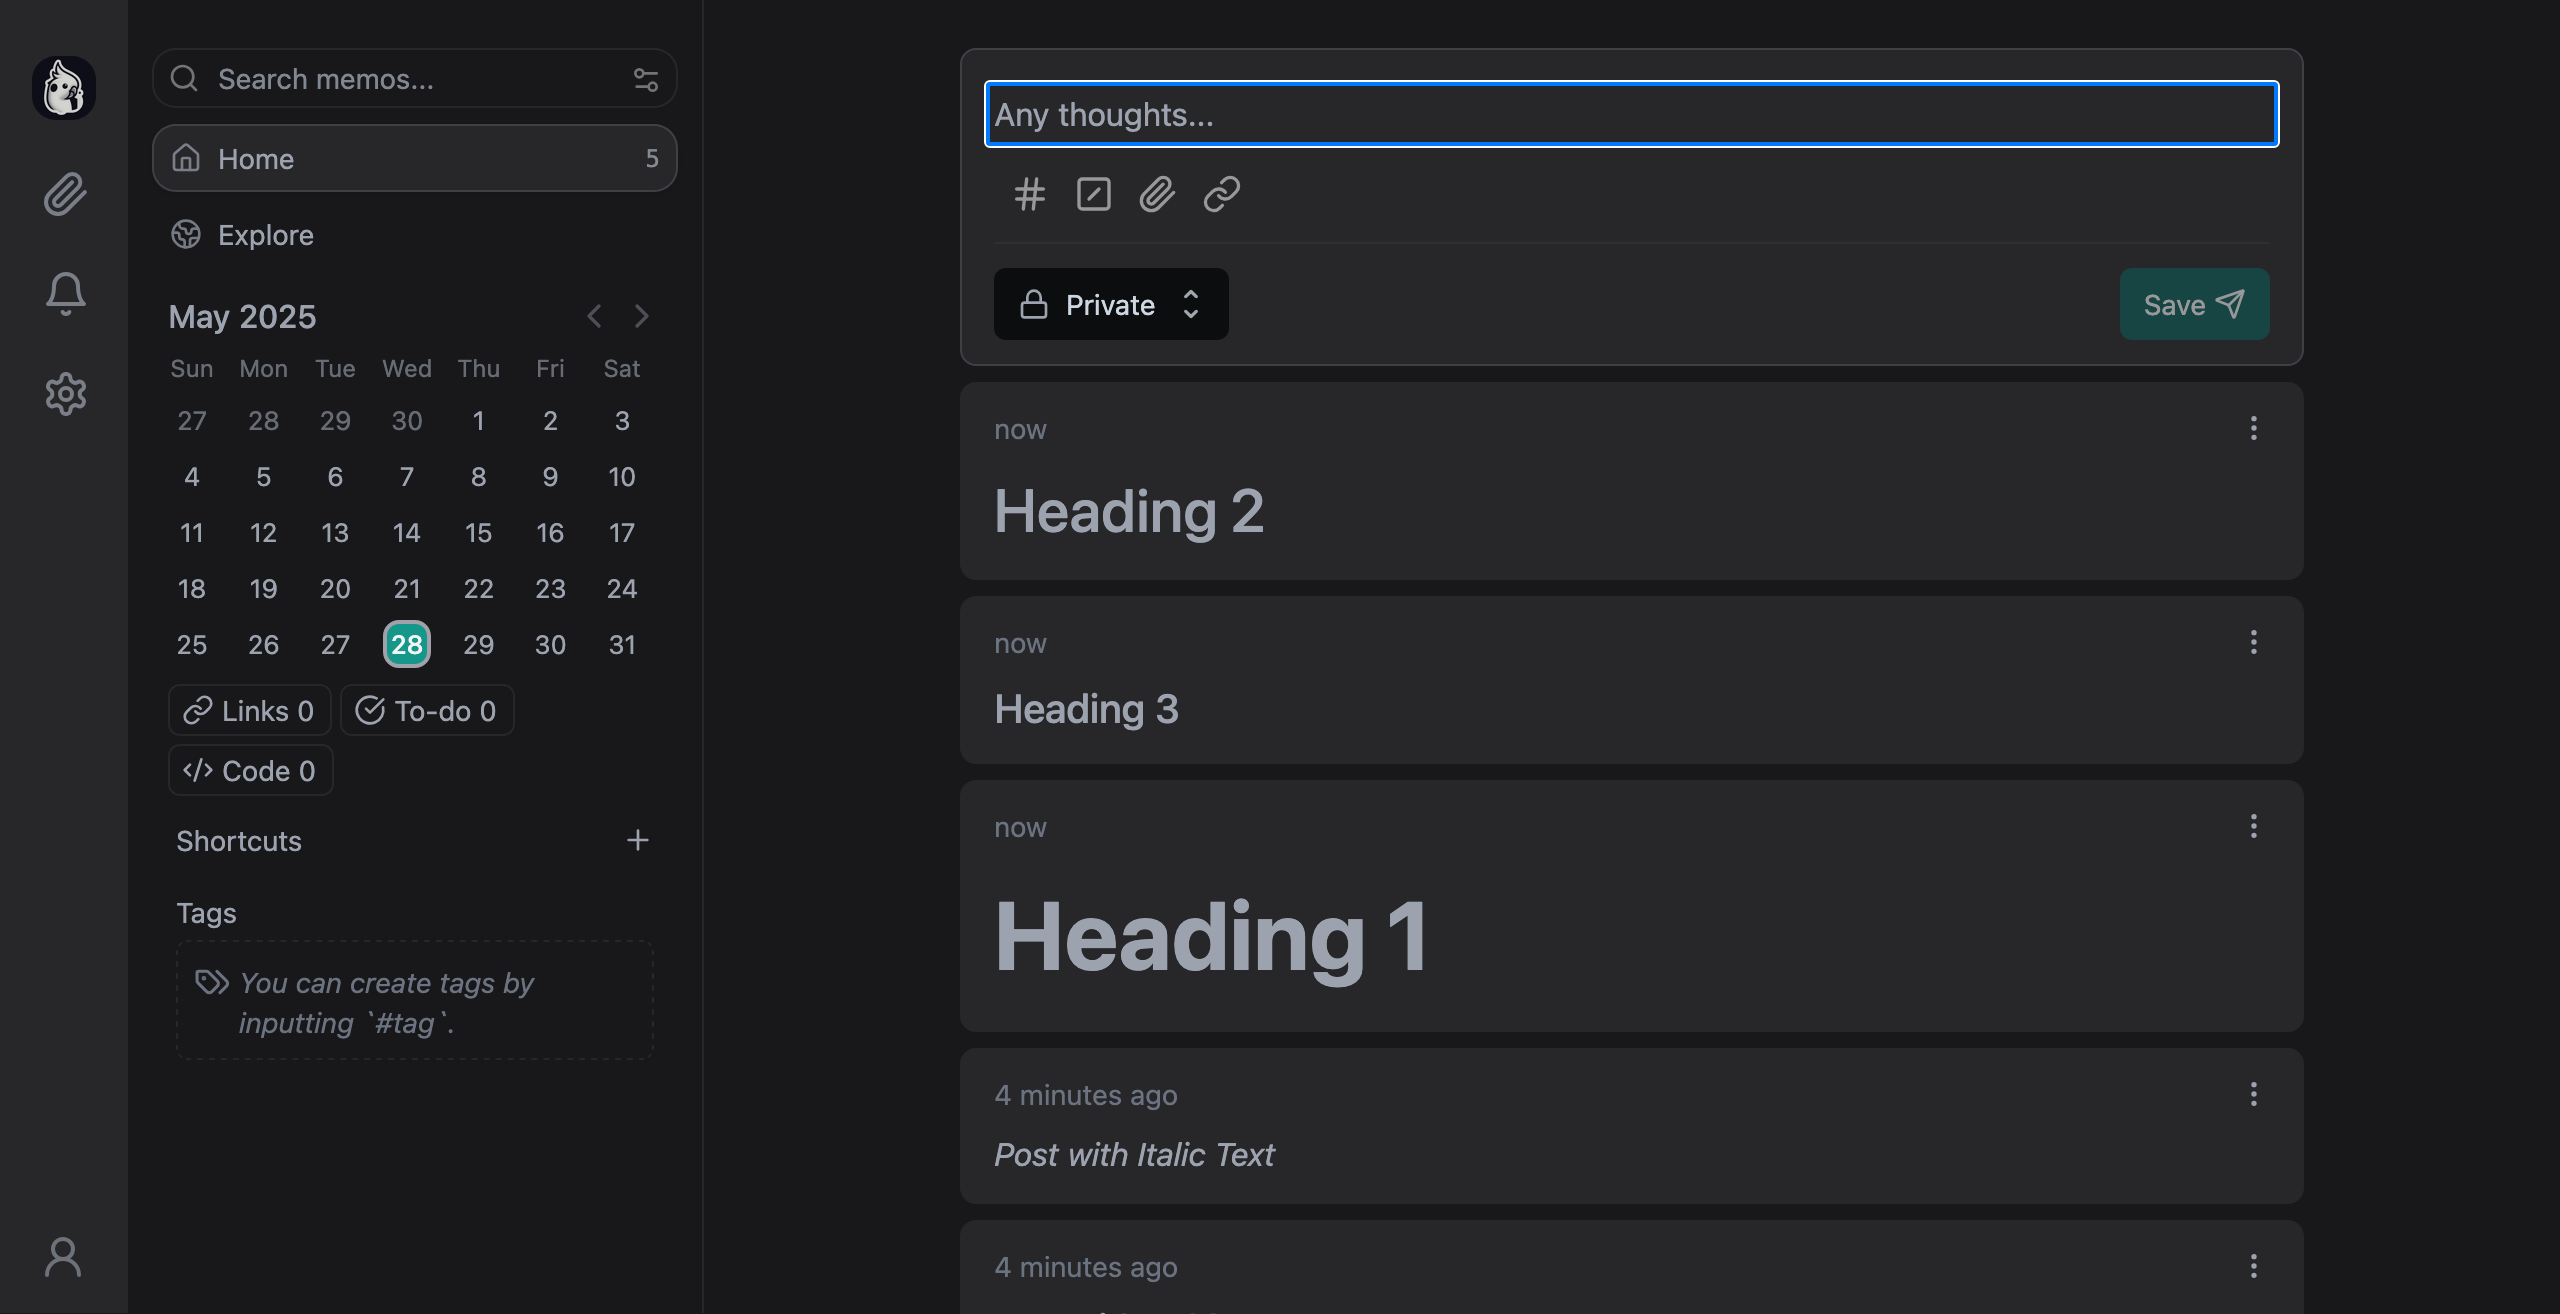 Search memos...
Home 5
Explore
May 2025
Sun Mon Tue Wed Thu Fri Sat
27 28 29 30 1 2 3
4 5 6 7 8 9 10
11 12 13 14 15 16 17
18 19 20 21 22 23 24
25 26 27 28 29 30 31
Links 0 To-do 0
Code 0
Shortcuts
Tags
You can create tags by
inputting `#tag`.
Any thoughts...
Private
Save
now
Heading 2
now
Heading 3
now
Heading 1
4 minutes ago
Post with Italic Text
4 minutes ago